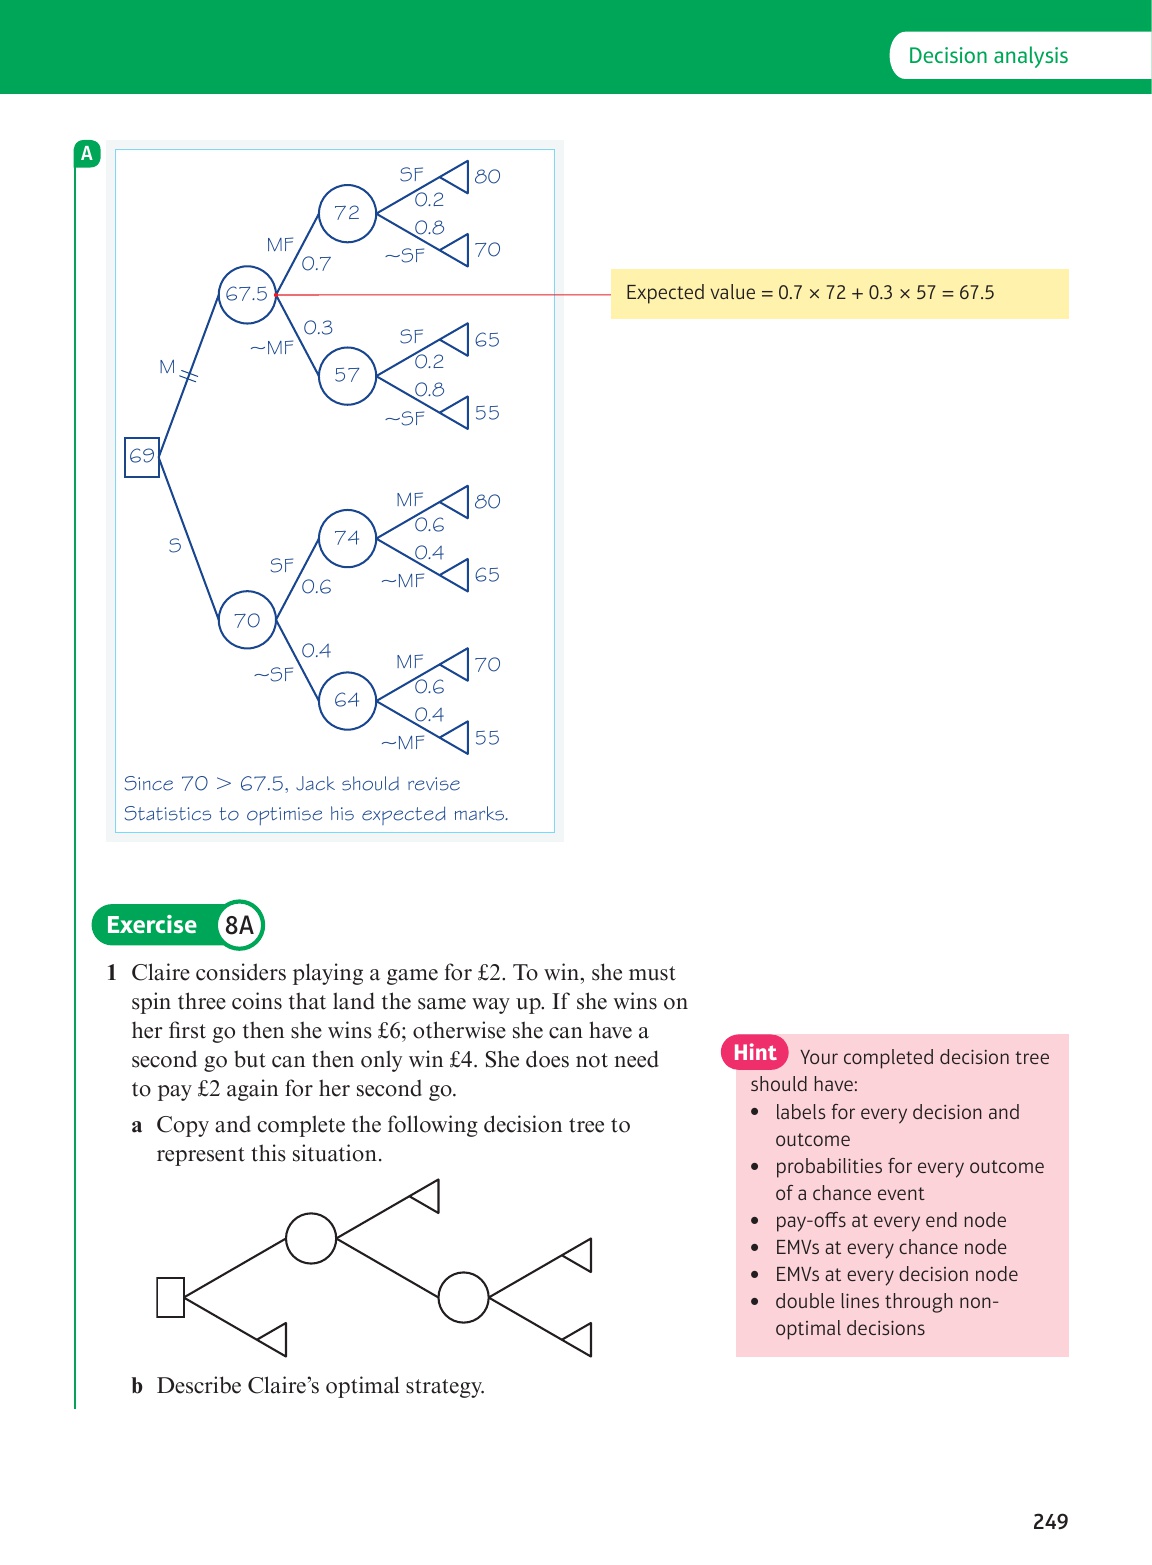 Decision analysis
A
SF
80
0.2
72
0.8
MF
~SF
70
0.7
67.5
Expected value = 0.7 × 72 + 0.3 × 57 = 67.5
0.3
SF
65
~MF
0.2
M
57
0.8
~SF
55
69
MF
80
0.6
74
0.4
S
SF
~MF
65
0.6
70
0.4
MF
70
~SF
0.6
64
0.4
~MF
55
Since 70 > 67.5, Jack should revise
Statistics to optimise his expected marks.
Exercise 8A
1 Claire considers playing a game for £2. To win, she must
spin three coins that land the same way up. If she wins on
her first go then she wins £6; otherwise she can have a
second go but can then only win £4. She does not need
to pay £2 again for her second go.
a Copy and complete the following decision tree to
represent this situation.
b Describe Claire’s optimal strategy.
Hint Your completed decision tree
should have:
• labels for every decision and
outcome
• probabilities for every outcome
of a chance event
• pay-offs at every end node
• EMVs at every chance node
• EMVs at every decision node
• double lines through non-
optimal decisions
249